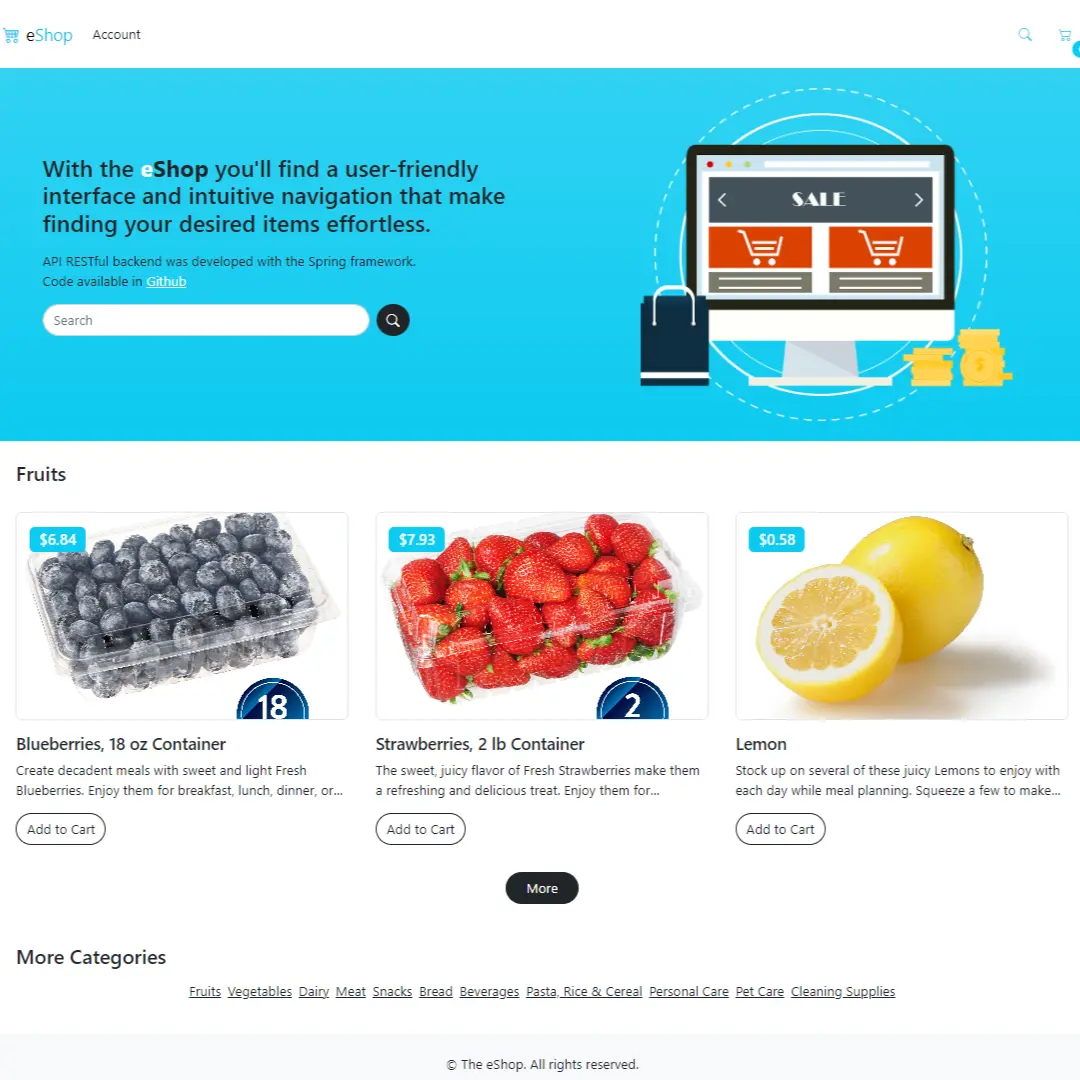 eShop Account
With the eShop you'll find a user-friendly
interface and intuitive navigation that make
finding your desired items effortless.
API RESTful backend was developed with the Spring framework.
Code available in Github
Search
SALE
$
Fruits
$6.84
18
$7.93
2
$0.58
Blueberries, 18 oz Container
Create decadent meals with sweet and light Fresh
Blueberries. Enjoy them for breakfast, lunch, dinner, or...
Add to Cart
Strawberries, 2 lb Container
The sweet, juicy flavor of Fresh Strawberries make them
a refreshing and delicious treat. Enjoy them for...
Add to Cart
Lemon
Stock up on several of these juicy Lemons to enjoy with
each day while meal planning. Squeeze a few to make...
Add to Cart
More
More Categories
Fruits Vegetables Dairy Meat Snacks Bread Beverages Pasta, Rice & Cereal Personal Care Pet Care Cleaning Supplies
© The eShop. All rights reserved.